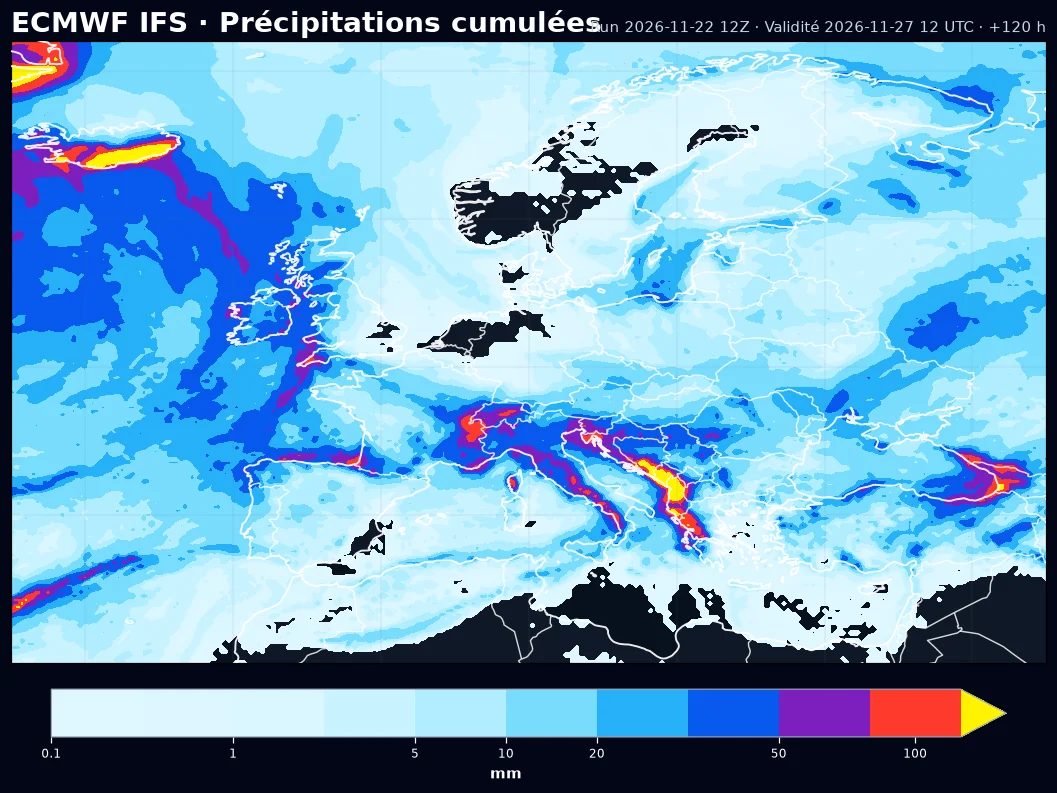 ECMWF IFS · Précipitations cumulées
Run 2026-11-22 12Z · Validité 2026-11-27 12 UTC · +120 h
0.1 1 5 10 20 50 100
mm